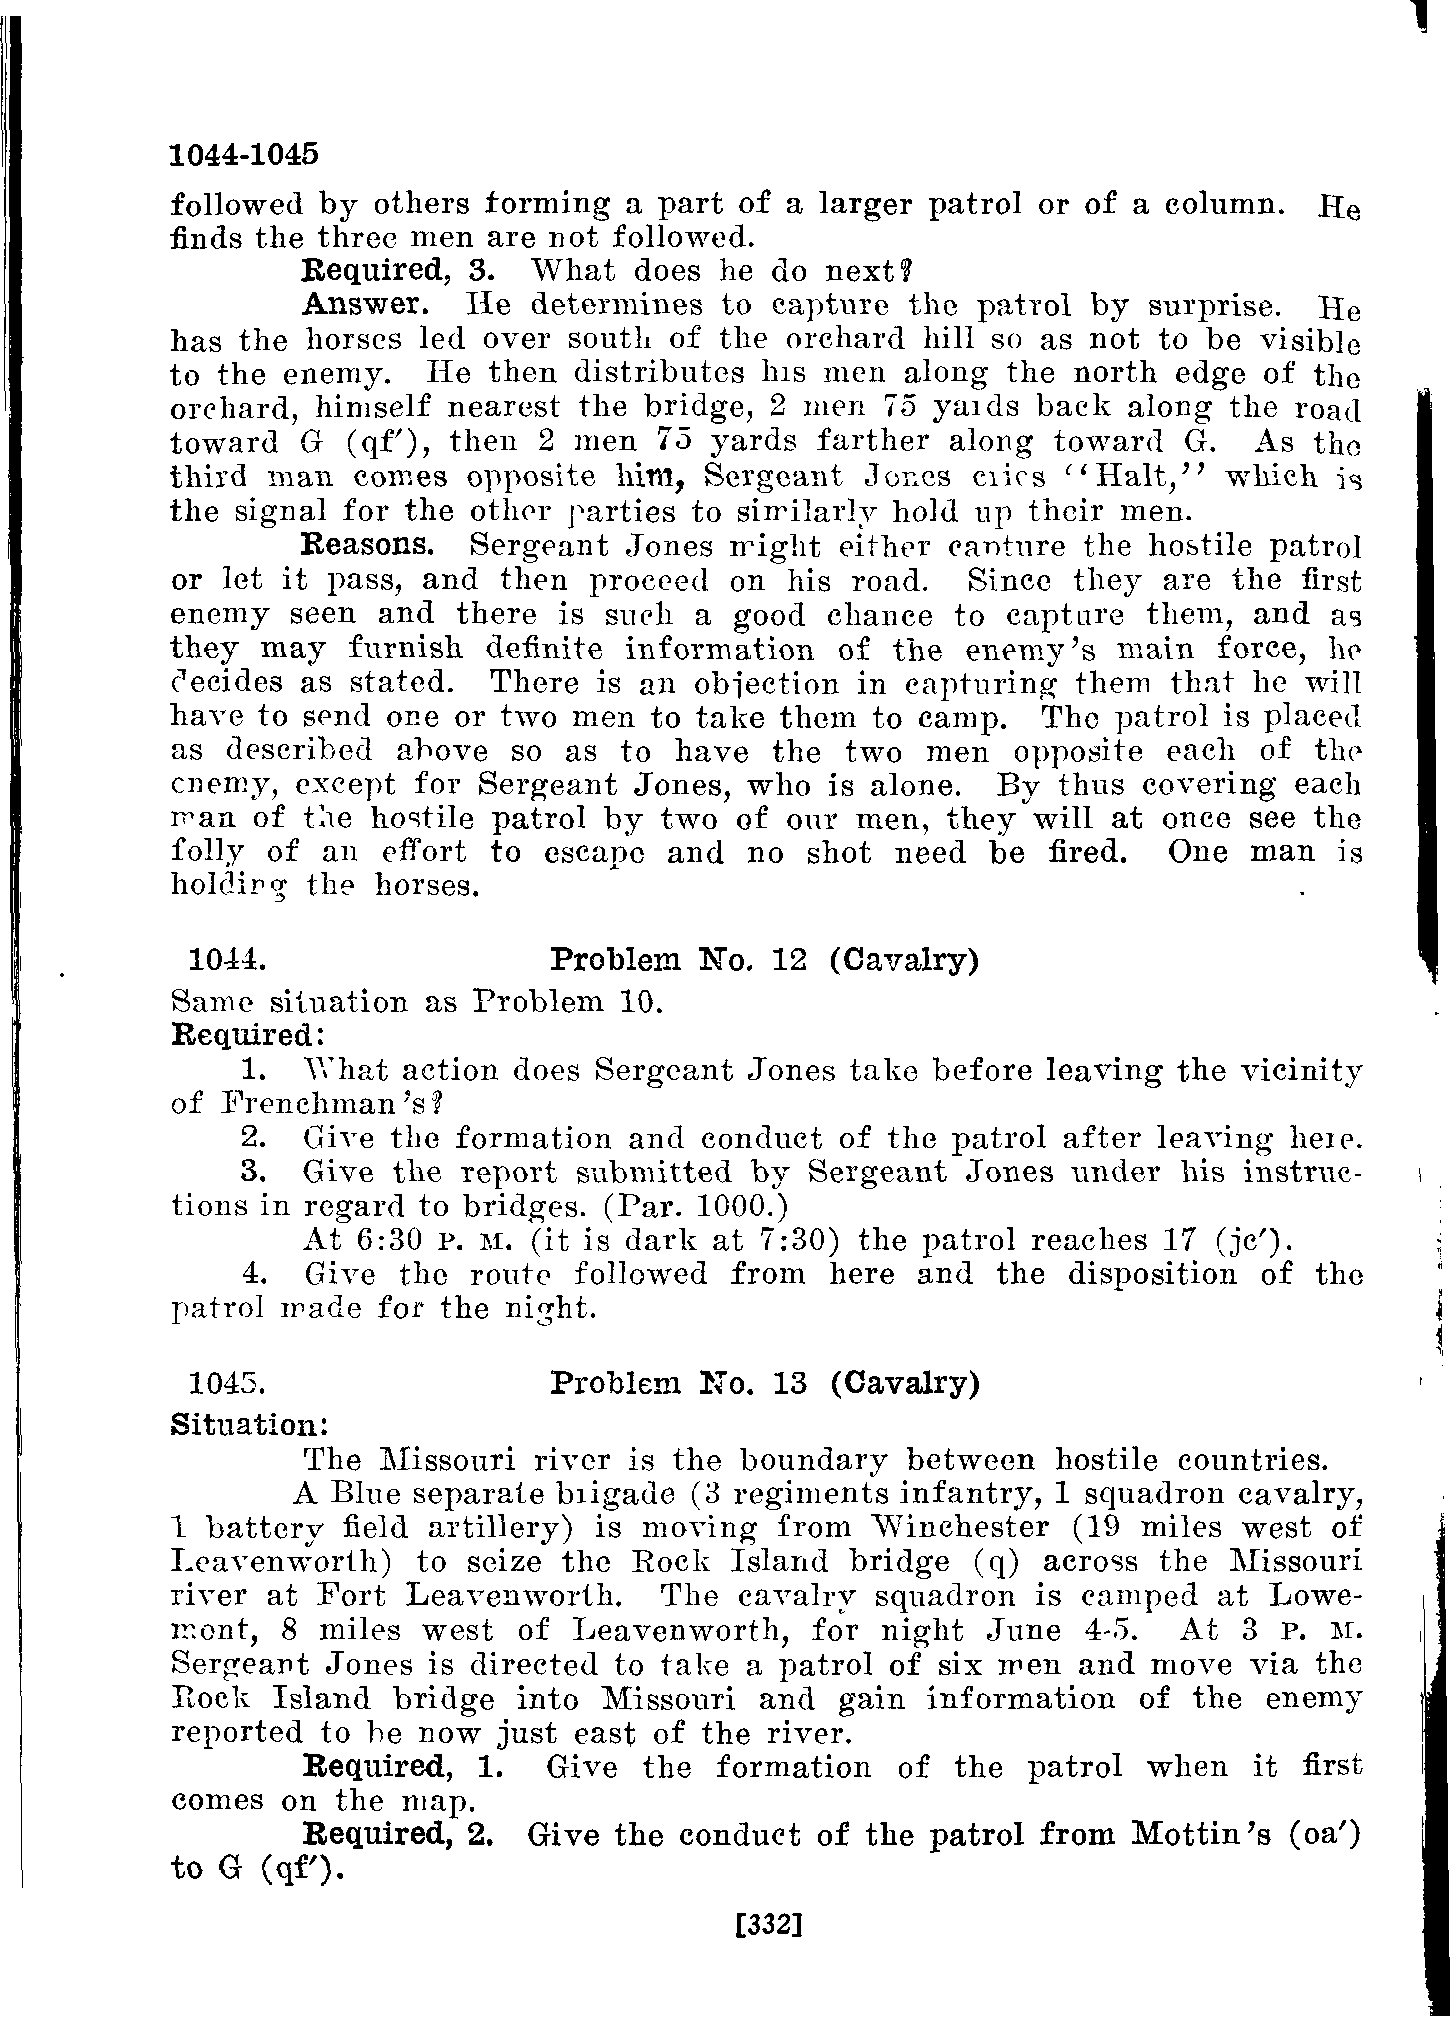 1044-1045
followed by others forming a part of a larger patrol or of a column. He
finds the three men are not followed.
Required, 3. What does he do next?
Answer. He determines to capture the patrol by surprise. He
has the horses led over south of the orchard hill so as not to be visible
to the enemy. He then distributes his men along the north edge of the
orchard, himself nearest the bridge, 2 men 75 yards back along the road
toward G (qf'), then 2 men 75 yards farther along toward G. As the
third man comes opposite him, Sergeant Jones cries "Halt," which is
the signal for the other parties to similarly hold up their men.
Reasons. Sergeant Jones might either capture the hostile patrol
or let it pass, and then proceed on his road. Since they are the first
enemy seen and there is such a good chance to capture them, and as
they may furnish definite information of the enemy's main force, he
decides as stated. There is an objection in capturing them that he will
have to send one or two men to take them to camp. The patrol is placed
as described above so as to have the two men opposite each of the
enemy, except for Sergeant Jones, who is alone. By thus covering each
man of the hostile patrol by two of our men, they will at once see the
folly of an effort to escape and no shot need be fired. One man is
holding the horses.
1044. Problem No. 12 (Cavalry)
Same situation as Problem 10.
Required:
1. What action does Sergeant Jones take before leaving the vicinity
of Frenchman's?
2. Give the formation and conduct of the patrol after leaving here.
3. Give the report submitted by Sergeant Jones under his instruc-
tions in regard to bridges. (Par. 1000.)
At 6:30 P. M. (it is dark at 7:30) the patrol reaches 17 (jc').
4. Give the route followed from here and the disposition of the
patrol made for the night.
1045. Problem No. 13 (Cavalry)
Situation:
The Missouri river is the boundary between hostile countries.
A Blue separate brigade (3 regiments infantry, 1 squadron cavalry,
1 battery field artillery) is moving from Winchester (19 miles west of
Leavenworth) to seize the Rock Island bridge (q) across the Missouri
river at Fort Leavenworth. The cavalry squadron is camped at Lowe-
mont, 8 miles west of Leavenworth, for night June 4-5. At 3 P. M.
Sergeant Jones is directed to take a patrol of six men and move via the
Rock Island bridge into Missouri and gain information of the enemy
reported to be now just east of the river.
Required, 1. Give the formation of the patrol when it first
comes on the map.
Required, 2. Give the conduct of the patrol from Mottin's (oa')
to G (qf').
[332]